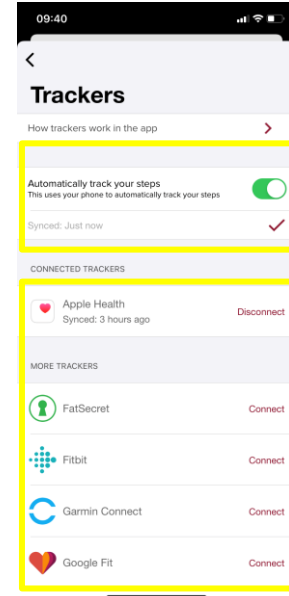 09:40
Trackers
How trackers work in the app
Automatically track your steps
This uses your phone to automatically track your steps
Synced: Just now
CONNECTED TRACKERS
Apple Health
Synced: 3 hours ago
Disconnect
MORE TRACKERS
FatSecret
Connect
Fitbit
Connect
Garmin Connect
Connect
Google Fit
Connect